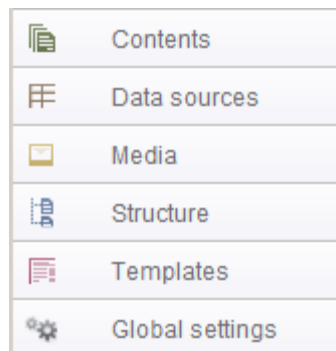 Contents
Data sources
Media
Structure
Templates
Global settings